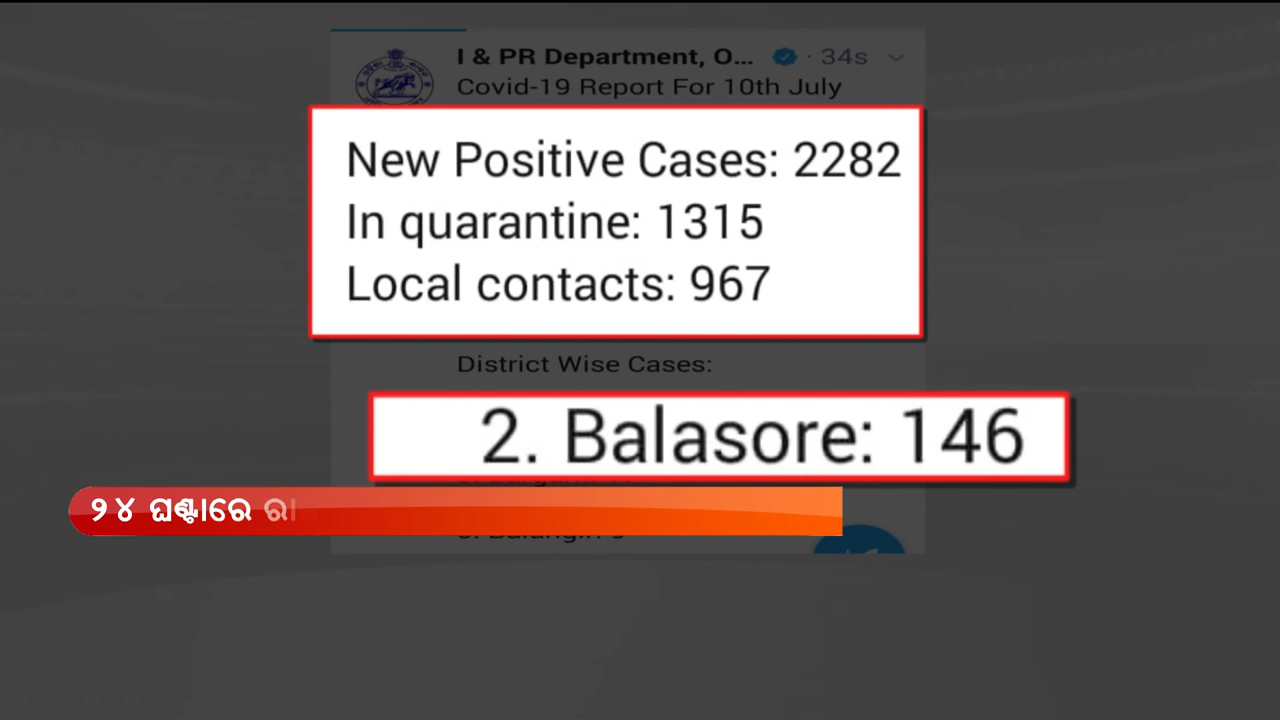 I & PR Department, O... · 34s
Covid-19 Report For 10th July
New Positive Cases: 2282
In quarantine: 1315
Local contacts: 967
District Wise Cases:
2. Balasore: 146
୨୪ ଘଣ୍ଟାରେ ରା